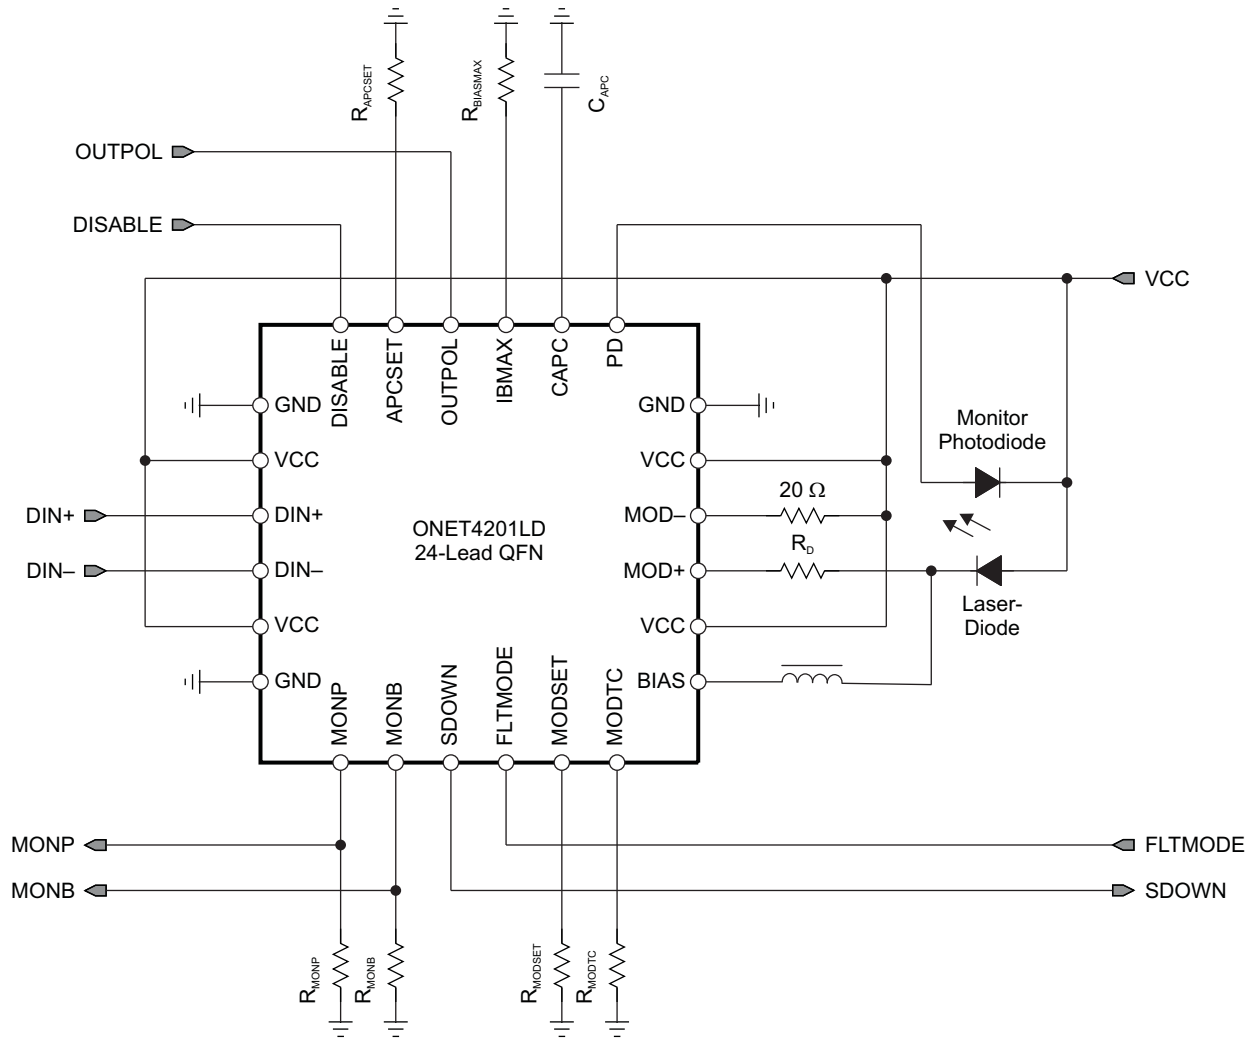 R_APCSET
R_BIASMAX
C_APC
OUTPOL
DISABLE
VCC
DISABLE
APCSET
OUTPOL
IBMAX
CAPC
PD
GND
GND
Monitor
Photodiode
VCC
VCC
20 Ω
DIN+
DIN+
MOD–
ONET4201LD
24-Lead QFN
R_D
DIN–
DIN–
MOD+
Laser-
Diode
VCC
VCC
GND
BIAS
MONP
MONB
SDOWN
FLTMODE
MODSET
MODTC
MONP
FLTMODE
MONB
SDOWN
R_MONP
R_MONB
R_MODSET
R_MODTC